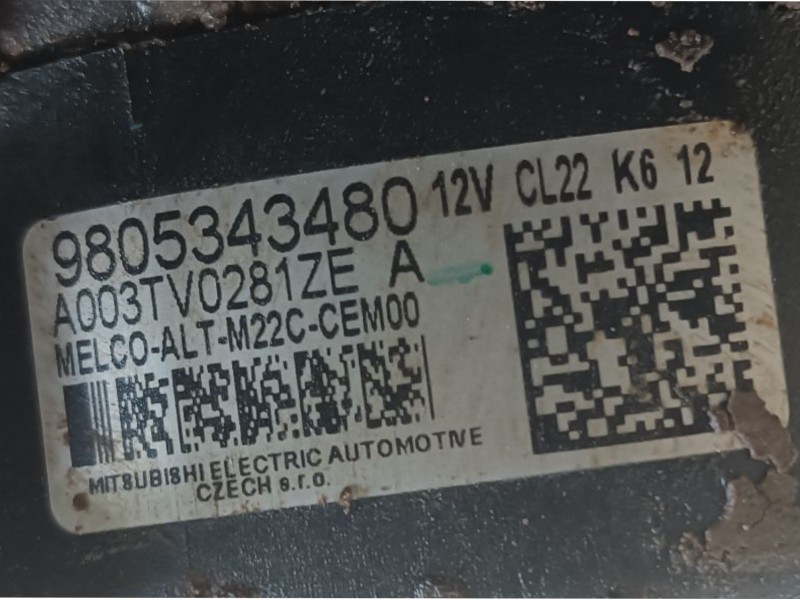 9805343480 12V CL22 K6 12
A003TV0281ZE A
MELCO-ALT-M22C-CEM00
MITSUBISHI ELECTRIC AUTOMOTIVE
CZECH s.r.o.